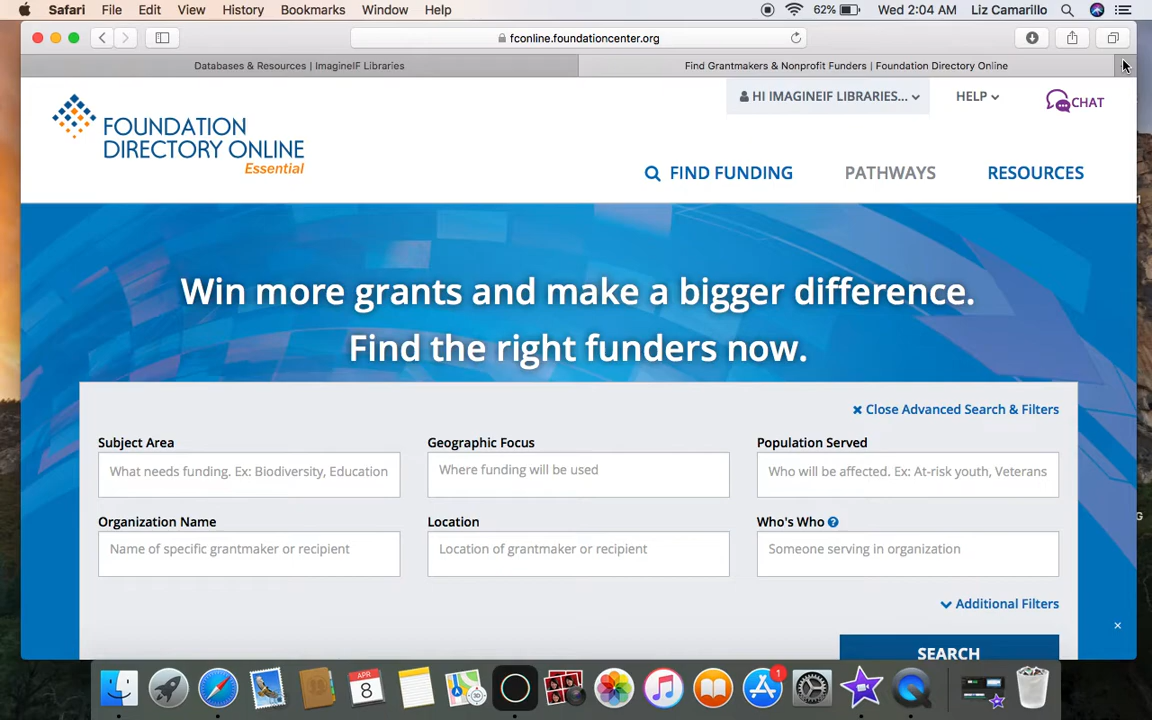 Safari File Edit View History Bookmarks Window Help 62% Wed 2:04 AM Liz Camarillo
fconline.foundationcenter.org
Databases & Resources | ImagineIF Libraries Find Grantmakers & Nonprofit Funders | Foundation Directory Online
HI IMAGINEIF LIBRARIES... HELP CHAT
FOUNDATION
DIRECTORY ONLINE
Essential
FIND FUNDING PATHWAYS RESOURCES
Win more grants and make a bigger difference.
Find the right funders now.
Close Advanced Search & Filters
Subject Area Geographic Focus Population Served
What needs funding. Ex: Biodiversity, Education Where funding will be used Who will be affected. Ex: At-risk youth, Veterans
Organization Name Location Who's Who ?
Name of specific grantmaker or recipient Location of grantmaker or recipient Someone serving in organization
Additional Filters
SEARCH
APR
8
3D
1